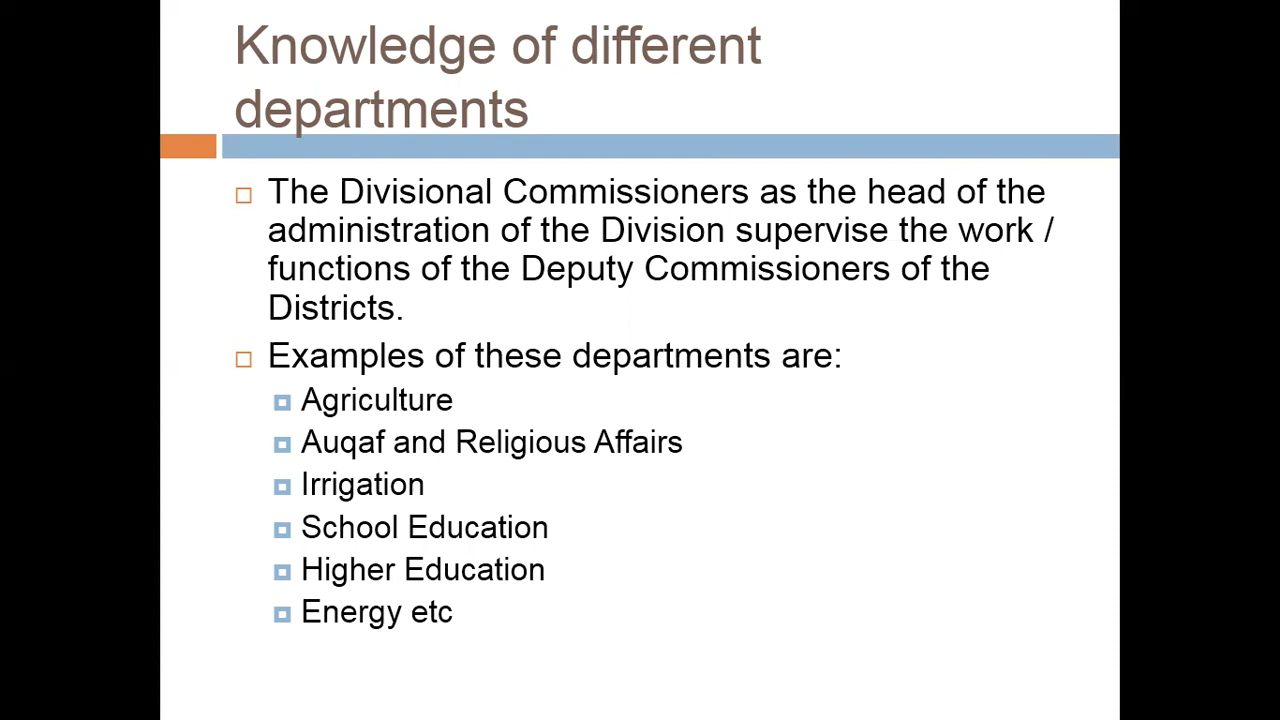 Knowledge of different
departments
The Divisional Commissioners as the head of the
administration of the Division supervise the work /
functions of the Deputy Commissioners of the
Districts.
Examples of these departments are:
Agriculture
Auqaf and Religious Affairs
Irrigation
School Education
Higher Education
Energy etc